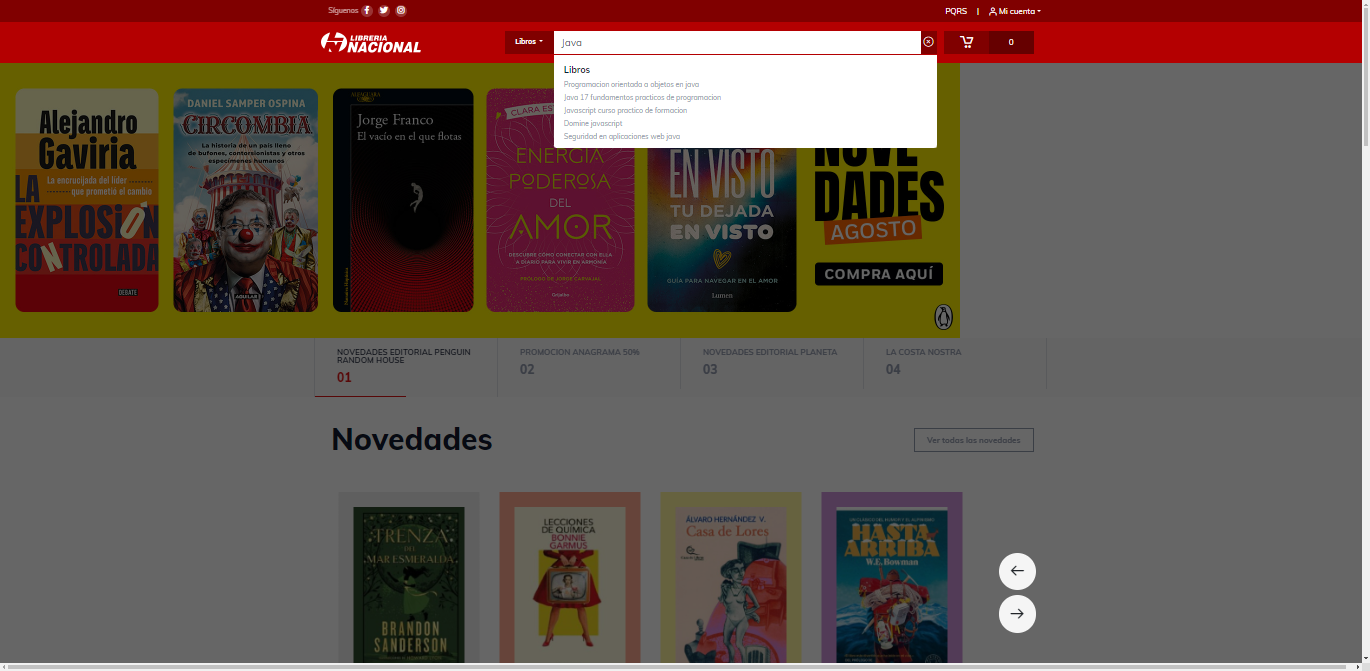 Síguenos
PQRS
Mi cuenta
LIBRERIA
NACIONAL
Libros
Java
0
Libros
Programacion orientada a objetos en java
Java 17 fundamentos practicos de programacion
Javascript curso practico de formacion
Domine javascript
Seguridad en aplicaciones web java
Alejandro
Gaviria
La encrucijada del líder
que prometió el cambio
LA
EXPLOSIÓN
CONTROLADA
DEBATE
DANIEL SAMPER OSPINA
CIRCOMBIA
La historia de un país lleno
de bufones, contorsionistas y otros
especímenes humanos
AGUILAR
ALFAGUARA
Jorge Franco
El vacío en el que flotas
CLARA ES
ENERGÍA
PODEROSA
DEL
AMOR
DESCUBRE CÓMO CONECTAR CON ELLA
A DIARIO PARA VIVIR EN ARMONÍA
PRÓLOGO DE JORGE CARVAJAL
Grijalbo
EN VISTO
TU DEJADA
EN VISTO
GUÍA PARA NAVEGAR EN EL AMOR
Lumen
NOVE
DADES
AGOSTO
COMPRA AQUÍ
NOVEDADES EDITORIAL PENGUIN
RANDOM HOUSE
01
PROMOCION ANAGRAMA 50%
02
NOVEDADES EDITORIAL PLANETA
03
LA COSTA NOSTRA
04
Novedades
Ver todas las novedades
TRENZA
DEL
MAR ESMERALDA
BRANDON
SANDERSON
LECCIONES
DE QUÍMICA
BONNIE
GARMUS
ÁLVARO HERNÁNDEZ V.
Casa de Lores
HASTA
ARRIBA
W.E. Bowman